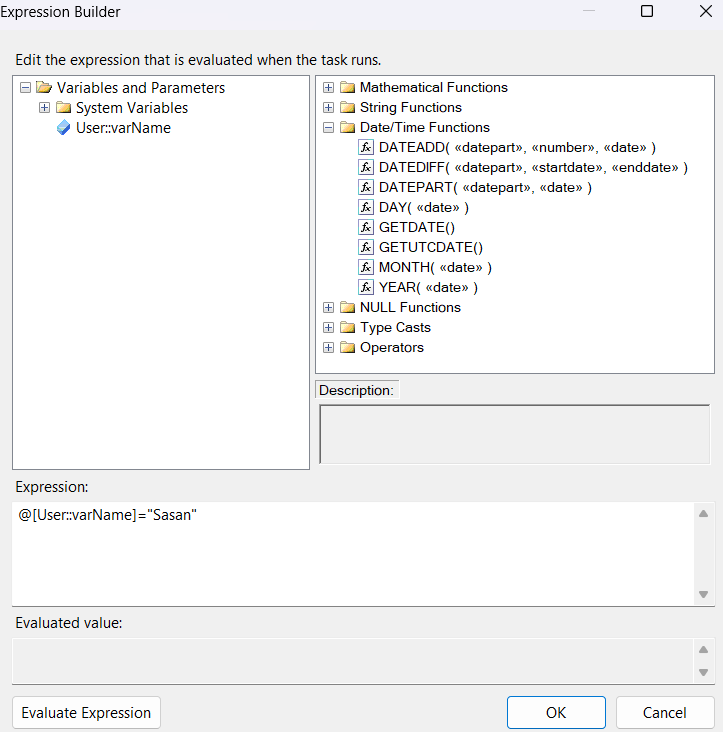 Expression Builder
Edit the expression that is evaluated when the task runs.
Variables and Parameters
System Variables
User::varName
Mathematical Functions
String Functions
Date/Time Functions
DATEADD( «datepart», «number», «date» )
DATEDIFF( «datepart», «startdate», «enddate» )
DATEPART( «datepart», «date» )
DAY( «date» )
GETDATE()
GETUTCDATE()
MONTH( «date» )
YEAR( «date» )
NULL Functions
Type Casts
Operators
Description:
Expression:
@[User::varName]="Sasan"
Evaluated value:
Evaluate Expression
OK
Cancel